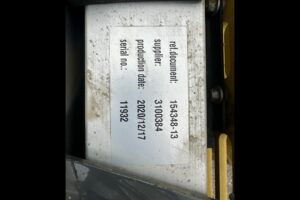 ref.document: 154348-13
supplier: 3100384
production date: 2020/12/17
serial no.: 11932